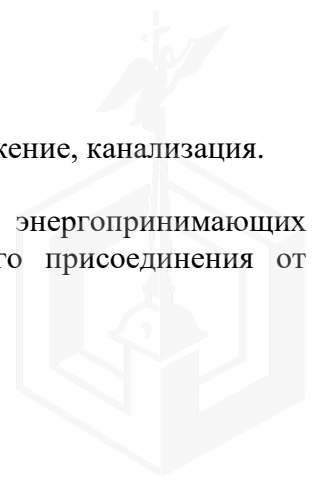 жение, канализация.
энергопринимающих
го присоединения от